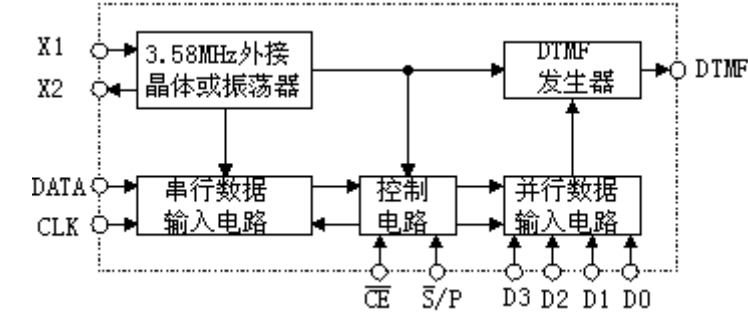 X1
3.58MHz外接
晶体或振荡器
X2
DTMF
发生器
DTMF
DATA
CLK
串行数据
输入电路
控制
电路
并行数据
输入电路
C̅E̅
S̅/P
D3 D2 D1 D0